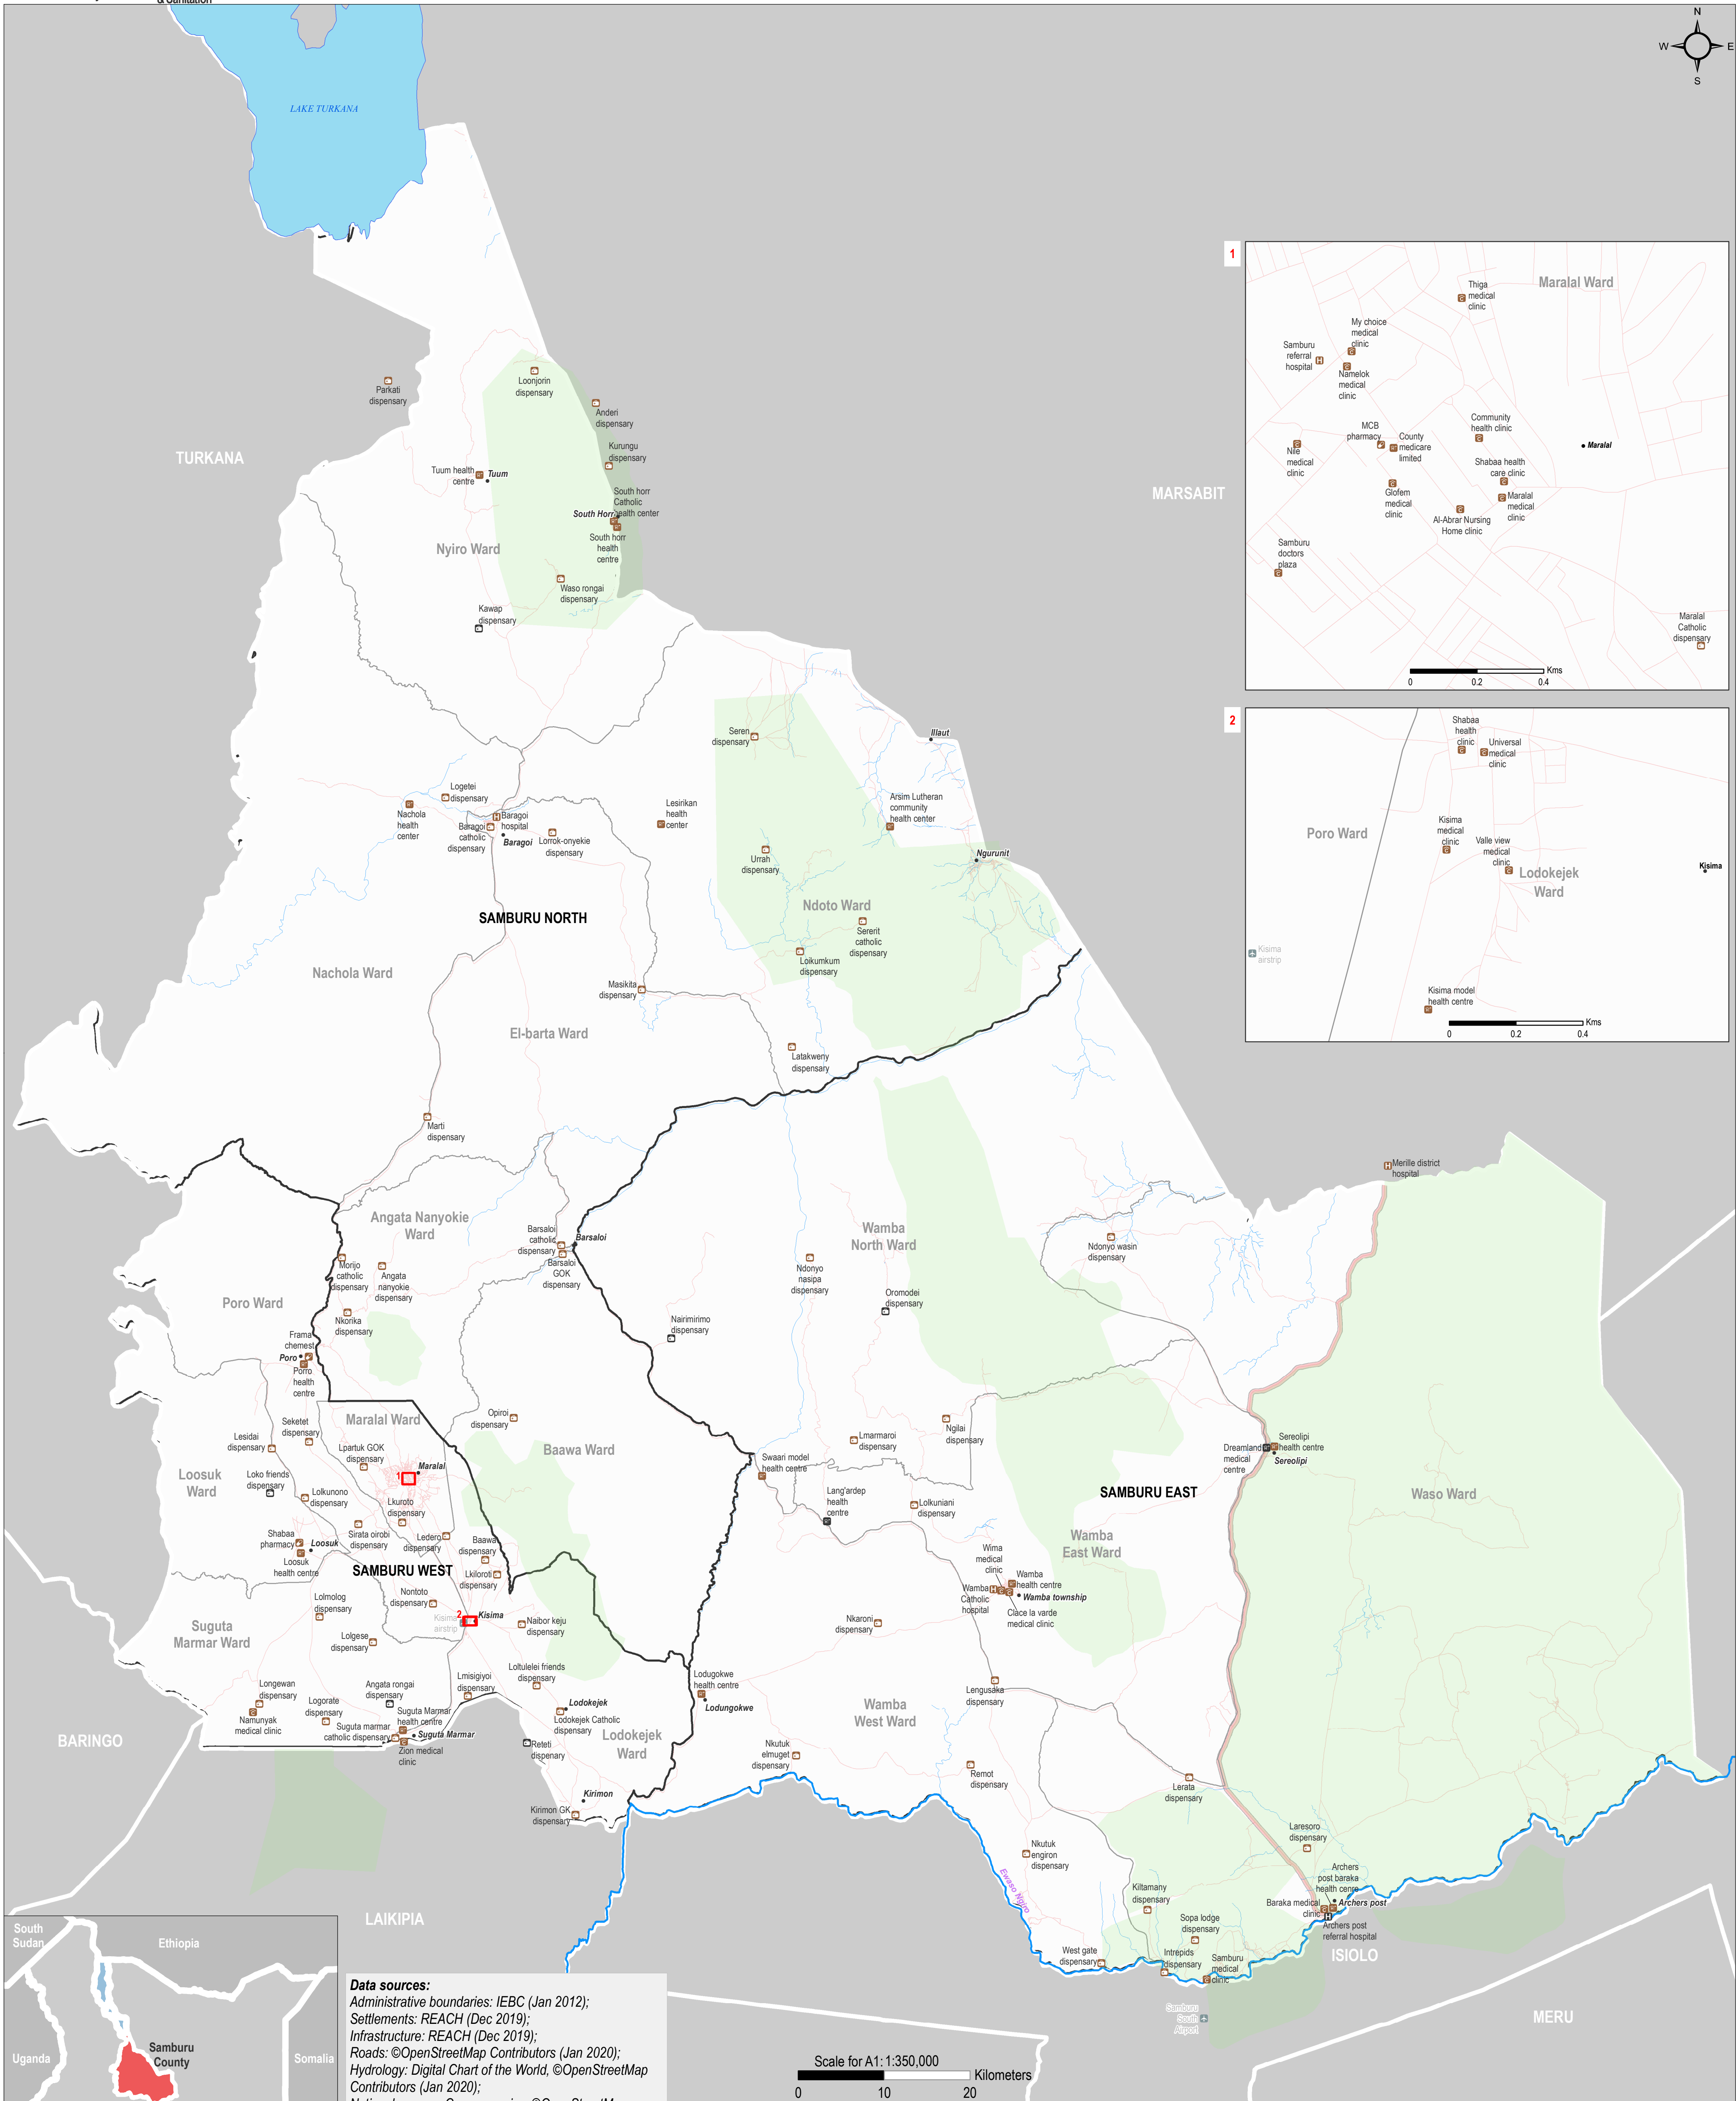 & Sanitation
N
W
E
S
LAKE TURKANA
1
Maralal Ward
Thiga
medical
clinic
My choice
medical
clinic
Samburu
referral
hospital
Namelok
medical
clinic
Community
health clinic
MCB
pharmacy
County
medicare
limited
Maralal
Nile
medical
clinic
Shabaa health
care clinic
Glofem
medical
clinic
Maralal
medical
clinic
Al-Abrar Nursing
Home clinic
Samburu
doctors
plaza
Maralal
Catholic
dispensary
Kms
0
0.2
0.4
2
Shabaa
health
clinic
Universal
medical
clinic
Poro Ward
Kisima
medical
clinic
Valle view
medical
clinic
Lodokejek
Ward
Kisima
Kisima
airstrip
Kisima model
health centre
Kms
0
0.2
0.4
Parkati
dispensary
Loonjorin
dispensary
Anderi
dispensary
TURKANA
Kurungu
dispensary
Tuum health
centre
Tuum
MARSABIT
South horr
Catholic
health center
South Horr
South horr
health
centre
Nyiro Ward
Waso rongai
dispensary
Kawap
dispensary
Seren
dispensary
Illaut
Logetei
dispensary
Nachola
health
center
Baragoi
hospital
Baragoi
catholic
dispensary
Baragoi
Lorrok-onyekie
dispensary
Lesirikan
health
center
Arsim Lutheran
community
health center
Urrah
dispensary
Ngurunit
Ndoto Ward
SAMBURU NORTH
Sererit
catholic
dispensary
Loikumkum
dispensary
Nachola Ward
Masikita
dispensary
El-barta Ward
Latakweny
dispensary
Marti
dispensary
Merille district
hospital
Angata Nanyokie
Ward
Barsaloi
catholic
dispensary
Barsaloi
Barsaloi
GOK
dispensary
Wamba
North Ward
Ndonyo wasin
dispensary
Morijo
catholic
dispensary
Angata
nanyokie
dispensary
Ndonyo
nasipa
dispensary
Oromodei
dispensary
Poro Ward
Nkorika
dispensary
Nairimirimo
dispensary
Frama
chemest
Poro
Porro
health
centre
Maralal Ward
Opiroi
dispensary
Seketet
dispensary
Lesidai
dispensary
Lpartuk GOK
dispensary
Baawa Ward
Lmarmaroi
dispensary
Ngilai
dispensary
Dreamland
medical
centre
Sereolipi
health centre
Sereolipi
Swaari model
health centre
Maralal
1
Loosuk
Ward
Loko friends
dispensary
Lolkunono
dispensary
Lang'ardep
health
centre
Lolkuniani
dispensary
SAMBURU EAST
Waso Ward
Lkuroto
dispensary
Sirata oirobi
dispensary
Ledero
dispensary
Shabaa
pharmacy
Loosuk
Loosuk
health centre
Baawa
dispensary
Wamba
East Ward
SAMBURU WEST
Lkiloroti
dispensary
Wima
medical
clinic
Wamba
health centre
Wamba
Catholic
hospital
Wamba township
Clace la varde
medical clinic
Nontoto
dispensary
Lolmolog
dispensary
2
Kisima
Kisima
airstrip
Naibor keju
dispensary
Nkaroni
dispensary
Suguta
Marmar Ward
Lolgese
dispensary
Loltulelei friends
dispensary
Lodugokwe
health centre
Lodungokwe
Lmisigiyoi
dispensary
Lengusaka
dispensary
Longewan
dispensary
Angata rongai
dispensary
Logorate
dispensary
Namunyak
medical clinic
Suguta Marmar
health centre
Suguta marmar
catholic dispensary
Suguta Marmar
Zion medical
clinic
Lodokejek
Lodokejek Catholic
dispensary
Wamba
West Ward
Lodokejek
Ward
BARINGO
Reteti
dispenary
Nkutuk
elmuget
dispensary
Remot
dispensary
Lerata
dispensary
Kirimon
Kirimon GK
dispensary
Laresoro
dispensary
Nkutuk
engiron
dispensary
Archers
post baraka
health cenre
Ewaso Ngiro
Kiltamany
dispensary
Baraka medical
clinic
Archers post
Archers post
referral hospital
Sopa lodge
dispensary
LAIKIPIA
ISIOLO
West gate
dispensary
Intrepids
dispensary
Samburu
medical
clinic
Samburu
South
Airport
MERU
South
Sudan
Ethiopia
Uganda
Samburu
County
Somalia
Data sources:
Administrative boundaries: IEBC (Jan 2012);
Settlements: REACH (Dec 2019);
Infrastructure: REACH (Dec 2019);
Roads: ©OpenStreetMap Contributors (Jan 2020);
Hydrology: Digital Chart of the World, ©OpenStreetMap
Contributors (Jan 2020);
Scale for A1: 1:350,000
Kilometers
0
10
20